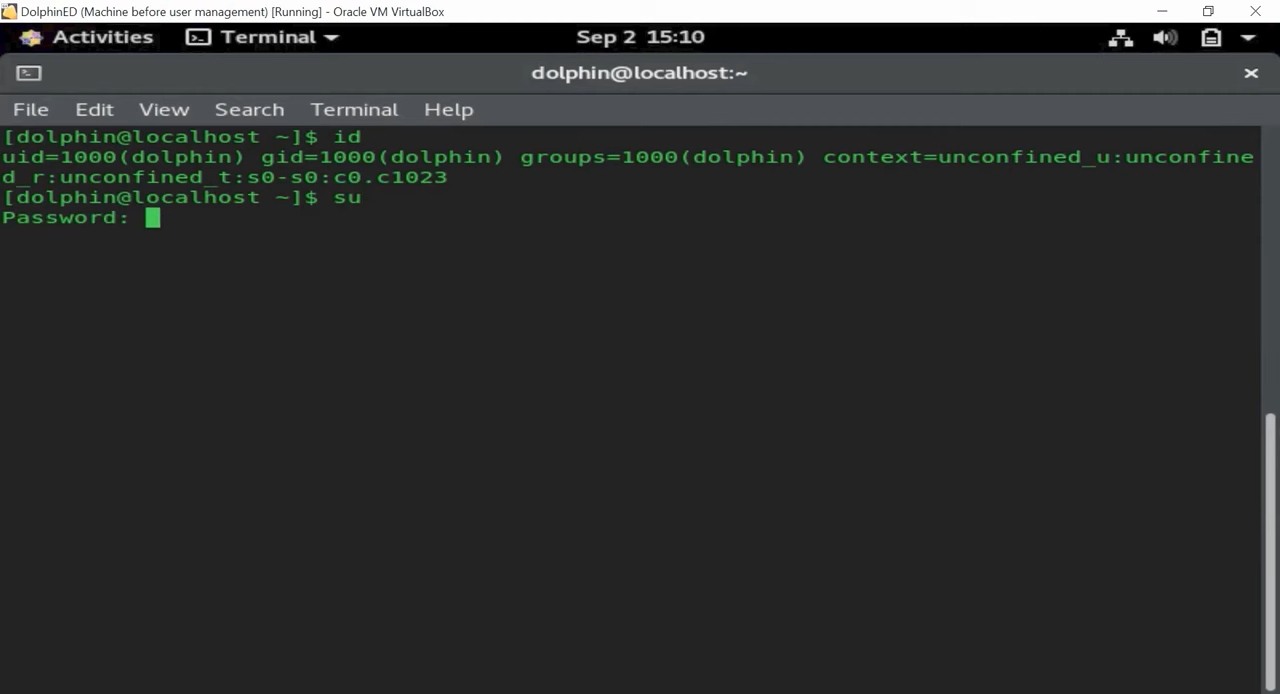 DolphinED (Machine before user management) [Running] - Oracle VM VirtualBox
Activities Terminal Sep 2 15:10
dolphin@localhost:~
File Edit View Search Terminal Help
[dolphin@localhost ~]$ id
uid=1000(dolphin) gid=1000(dolphin) groups=1000(dolphin) context=unconfined_u:unconfine
d_r:unconfined_t:s0-s0:c0.c1023
[dolphin@localhost ~]$ su
Password: